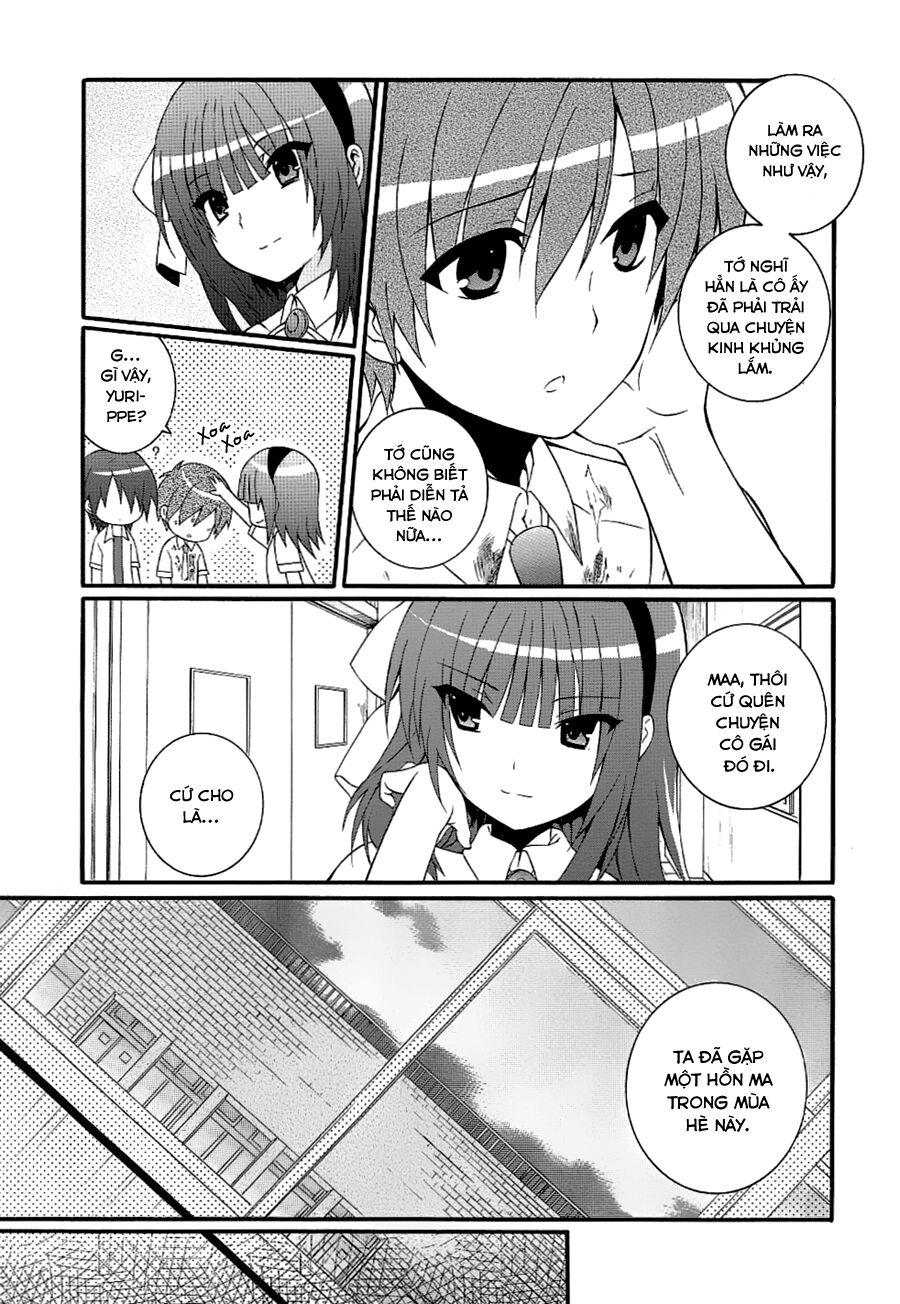 LÀM RA
NHỮNG VIỆC
NHƯ VẬY,
TỚ NGHĨ
HẲN LÀ CÔ ẤY
ĐÃ PHẢI TRẢI
QUA CHUYỆN
KINH KHỦNG
LẮM.
TỚ CŨNG
KHÔNG BIẾT
PHẢI DIỄN TẢ
THẾ NÀO
NỮA...
G...
GÌ VẬY,
YURI-
PPE?
?
XOA
XOA
MAA, THÔI
CỨ QUÊN
CHUYỆN
CÔ GÁI
ĐÓ ĐI.
CỨ CHO
LÀ...
TA ĐÃ GẶP
MỘT HỒN MA
TRONG MÙA
HÈ NÀY.